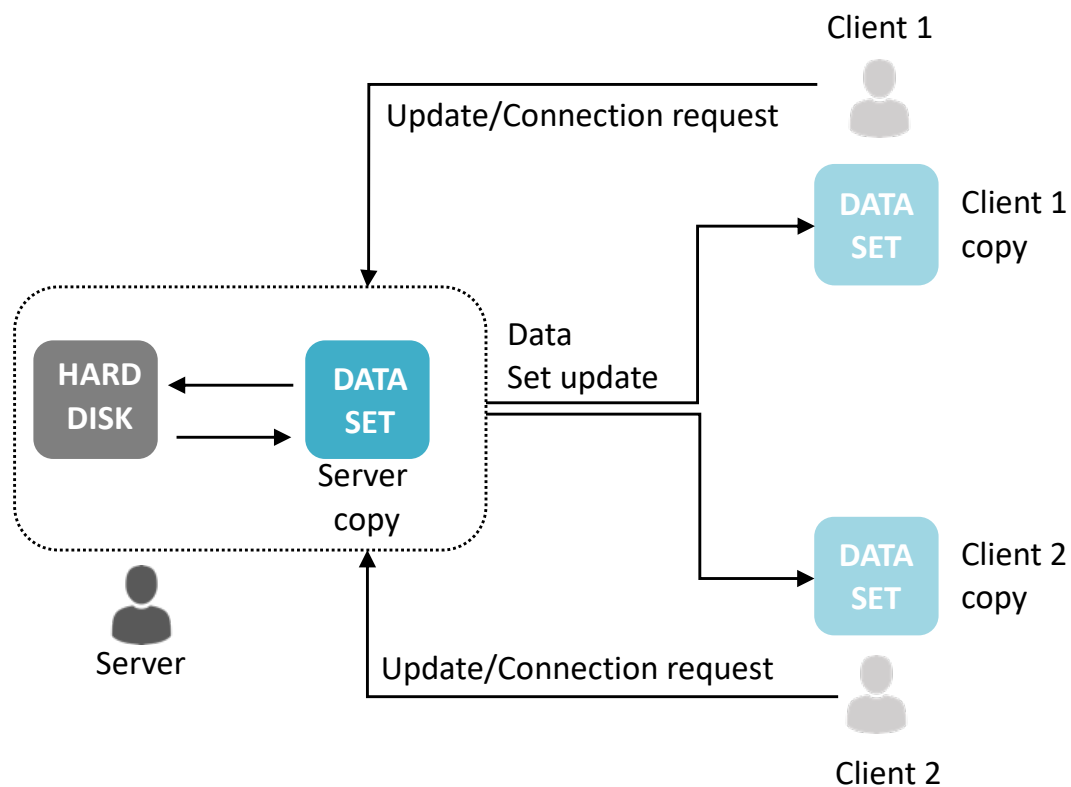 Client 1
Update/Connection request
DATA
SET
Client 1
copy
Data
Set update
HARD
DISK
DATA
SET
Server
copy
DATA
SET
Client 2
copy
Server
Update/Connection request
Client 2